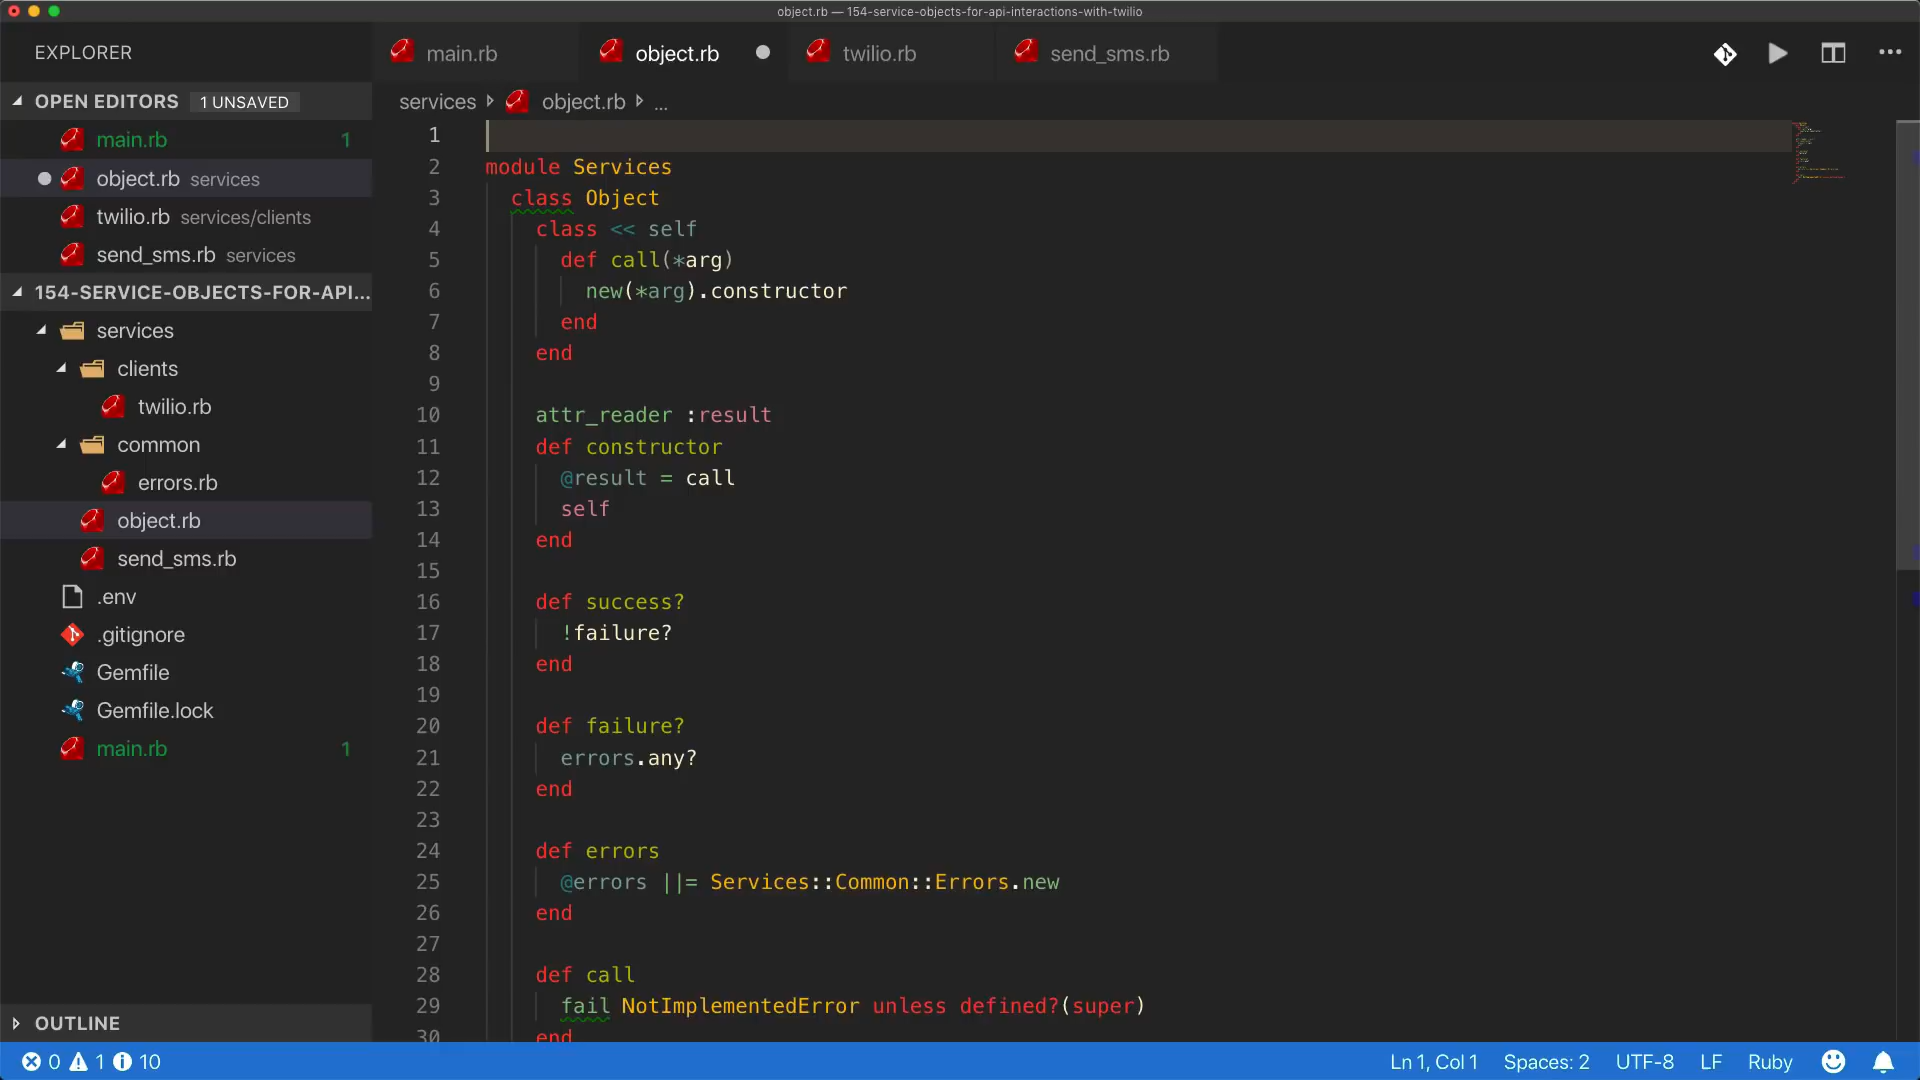 object.rb — 154-service-objects-for-api-interactions-with-twilio
EXPLORER
main.rb
object.rb
twilio.rb
send_sms.rb
OPEN EDITORS 1 UNSAVED
main.rb 1
object.rb services
twilio.rb services/clients
send_sms.rb services
154-SERVICE-OBJECTS-FOR-API...
services
clients
twilio.rb
common
errors.rb
object.rb
send_sms.rb
.env
.gitignore
Gemfile
Gemfile.lock
main.rb 1
OUTLINE
services object.rb ...
1
2 module Services
3 class Object
4 class << self
5 def call(*arg)
6 new(*arg).constructor
7 end
8 end
9
10 attr_reader :result
11 def constructor
12 @result = call
13 self
14 end
15
16 def success?
17 !failure?
18 end
19
20 def failure?
21 errors.any?
22 end
23
24 def errors
25 @errors ||= Services::Common::Errors.new
26 end
27
28 def call
29 fail NotImplementedError unless defined?(super)
30 end
0 1 10
Ln 1, Col 1 Spaces: 2 UTF-8 LF Ruby